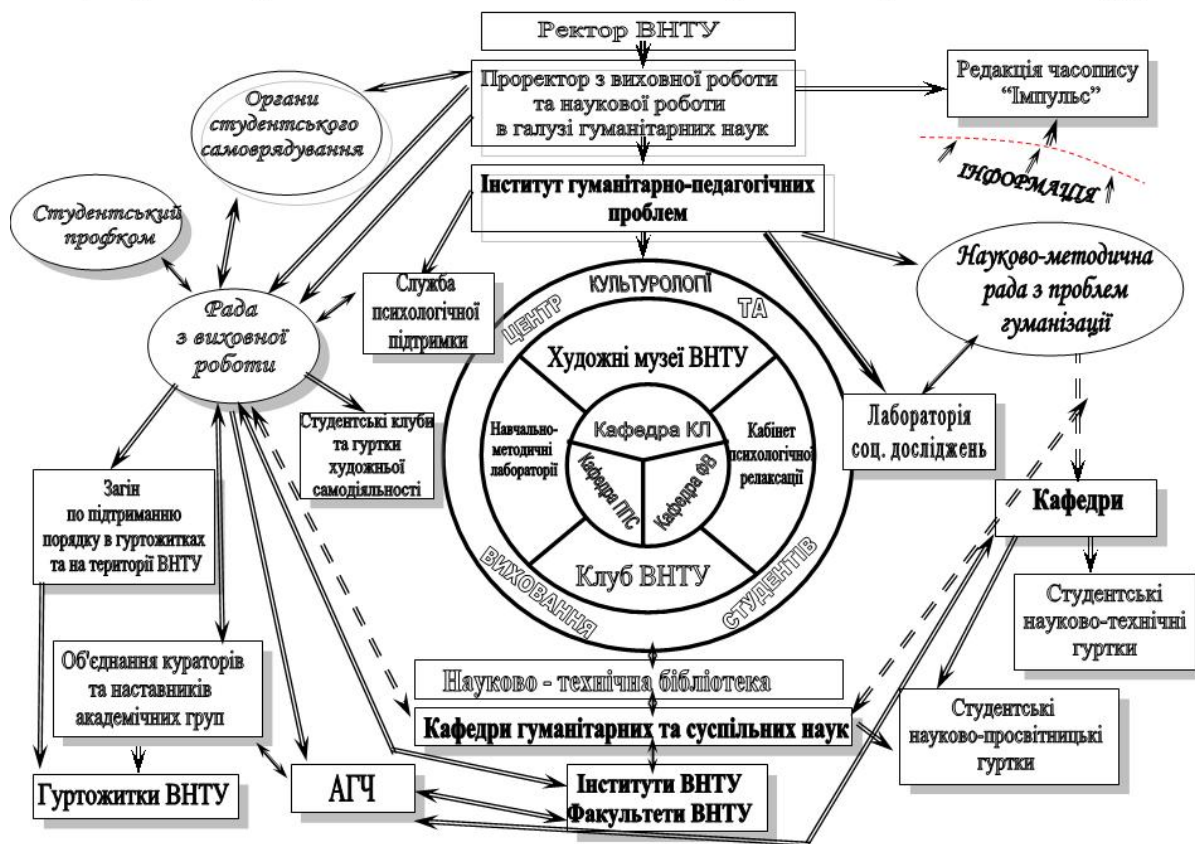 Ректор ВНТУ
Проректор з виховної роботи
та наукової роботи
в галузі гуманітарних наук
Редакція часопису
“Імпульс”
ІНФОРМАЦІЯ
Органи
студентського
самоврядування
Інститут гуманітарно-педагогічних
проблем
Студентський
профком
Науково-методична
рада з проблем
гуманізації
Служба
психологічної
підтримки
Рада
з виховної
роботи
ЦЕНТР
КУЛЬТУРОЛОГІЇ
ТА
ВИХОВАННЯ
СТУДЕНТІВ
Художні музеї ВНТУ
Навчально-
методичні
лабораторії
Кабінет
психологічної
релаксації
Кафедра КЛ
Кафедра ППС
Кафедра ФВ
Клуб ВНТУ
Лабораторія
соц. досліджень
Студентські клуби
та гуртки
художньої
самодіяльності
Загін
по підтриманню
порядку в гуртожитках
та на території ВНТУ
Кафедри
Студентські
науково-технічні
гуртки
Об'єднання кураторів
та наставників
академічних груп
Науково - технічна бібліотека
Кафедри гуманітарних та суспільних наук
Студентські
науково-просвітницькі
гуртки
Гуртожитки ВНТУ
АГЧ
Інститути ВНТУ
Факультети ВНТУ